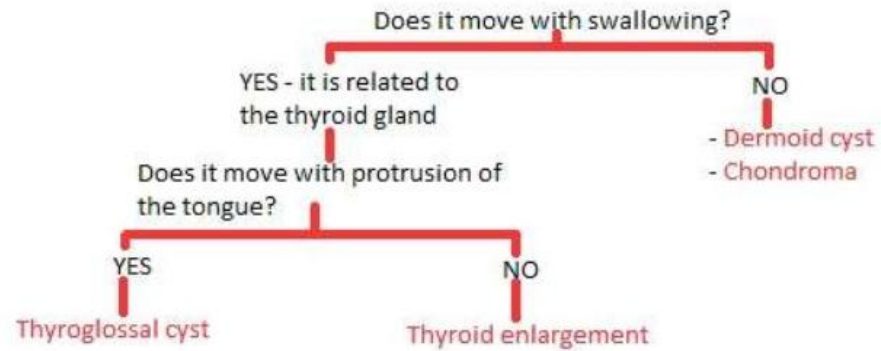 Does it move with swallowing?
YES - it is related to
the thyroid gland
NO
- Dermoid cyst
- Chondroma
Does it move with protrusion of
the tongue?
YES
NO
Thyroglossal cyst
Thyroid enlargement